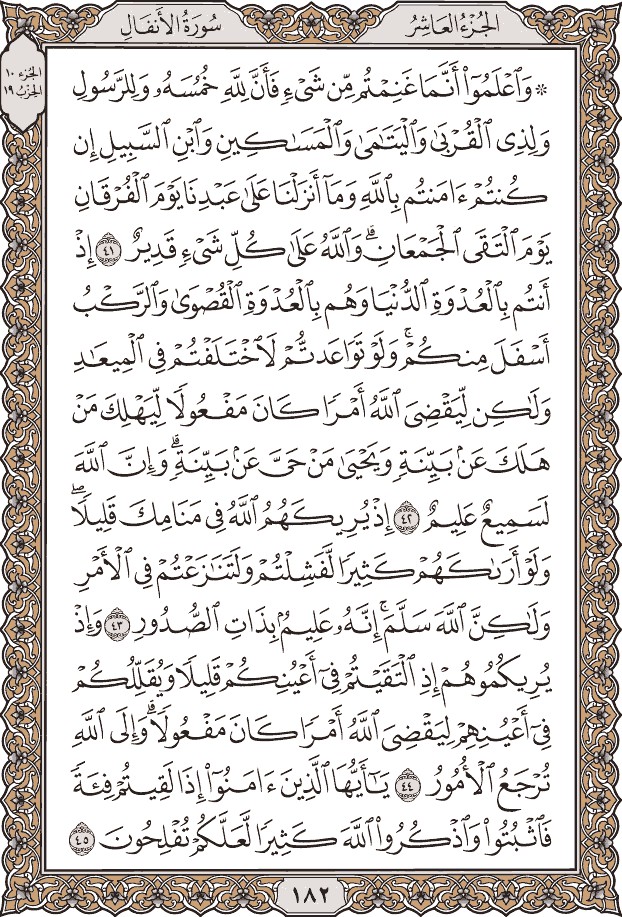 الجُزْءُ العَاشِرُ
سُورَةُ الأَنفَالِ
الجزء ١٠
الحزب ١٩
۞ وَٱعْلَمُوٓا۟ أَنَّمَا غَنِمْتُم مِّن شَىْءٍ فَأَنَّ لِلَّهِ خُمُسَهُۥ وَلِلرَّسُولِ
وَلِذِى ٱلْقُرْبَىٰ وَٱلْيَتَـٰمَىٰ وَٱلْمَسَـٰكِينِ وَٱبْنِ ٱلسَّبِيلِ إِن
كُنتُمْ ءَامَنتُم بِٱللَّهِ وَمَآ أَنزَلْنَا عَلَىٰ عَبْدِنَا يَوْمَ ٱلْفُرْقَانِ
يَوْمَ ٱلْتَقَى ٱلْجَمْعَانِ ۗ وَٱللَّهُ عَلَىٰ كُلِّ شَىْءٍ قَدِيرٌ ٤١ إِذْ
أَنتُم بِٱلْعُدْوَةِ ٱلدُّنْيَا وَهُم بِٱلْعُدْوَةِ ٱلْقُصْوَىٰ وَٱلرَّكْبُ
أَسْفَلَ مِنكُمْ ۚ وَلَوْ تَوَاعَدتُّمْ لَٱخْتَلَفْتُمْ فِى ٱلْمِيعَـٰدِ
وَلَـٰكِن لِّيَقْضِىَ ٱللَّهُ أَمْرًا كَانَ مَفْعُولًا لِّيَهْلِكَ مَنْ
هَلَكَ عَنۢ بَيِّنَةٍ وَيَحْيَىٰ مَنْ حَىَّ عَنۢ بَيِّنَةٍ ۗ وَإِنَّ ٱللَّهَ
لَسَمِيعٌ عَلِيمٌ ٤٢ إِذْ يُرِيكَهُمُ ٱللَّهُ فِى مَنَامِكَ قَلِيلًا ۖ
وَلَوْ أَرَىٰكَهُمْ كَثِيرًا لَّفَشِلْتُمْ وَلَتَنَـٰزَعْتُمْ فِى ٱلْأَمْرِ
وَلَـٰكِنَّ ٱللَّهَ سَلَّمَ ۗ إِنَّهُۥ عَلِيمٌۢ بِذَاتِ ٱلصُّدُورِ ٤٣ وَإِذْ
يُرِيكُمُوهُمْ إِذِ ٱلْتَقَيْتُمْ فِىٓ أَعْيُنِكُمْ قَلِيلًا وَيُقَلِّلُكُمْ
فِىٓ أَعْيُنِهِمْ لِيَقْضِىَ ٱللَّهُ أَمْرًا كَانَ مَفْعُولًا ۗ وَإِلَى ٱللَّهِ
تُرْجَعُ ٱلْأُمُورُ ٤٤ يَـٰٓأَيُّهَا ٱلَّذِينَ ءَامَنُوٓا۟ إِذَا لَقِيتُمْ فِئَةً
فَٱثْبُتُوا۟ وَٱذْكُرُوا۟ ٱللَّهَ كَثِيرًا لَّعَلَّكُمْ تُفْلِحُونَ ٤٥
١٨٢